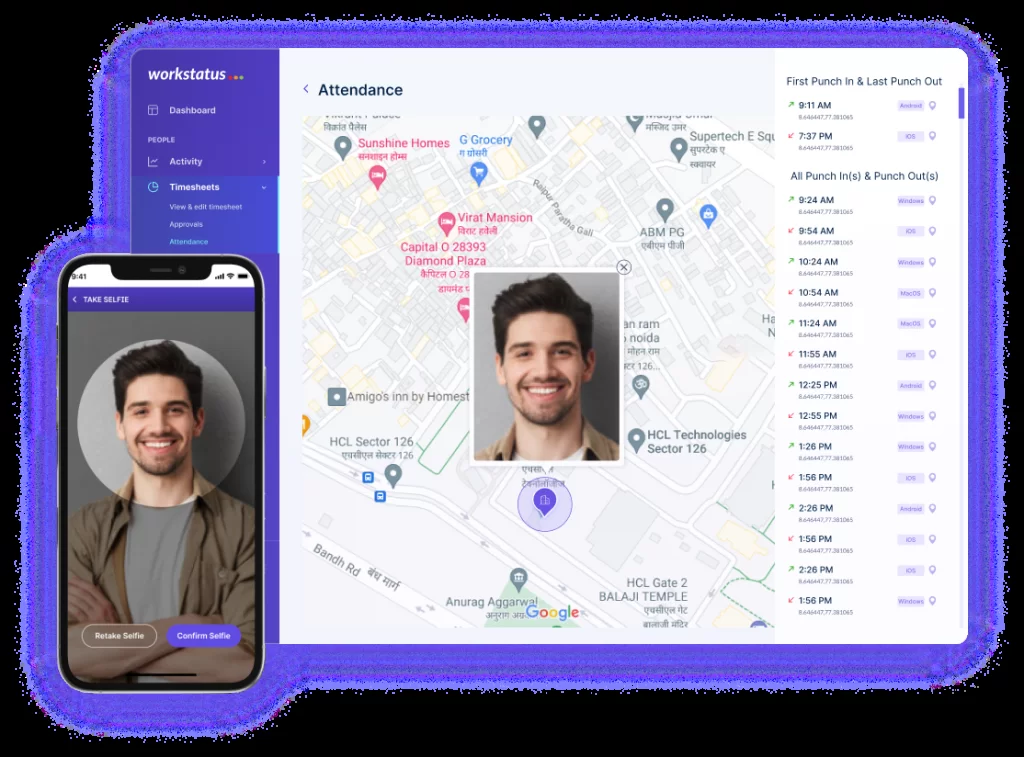 workstatus
Dashboard
PEOPLE
Activity
Timesheets
View & edit timesheet
Approvals
Attendance
9:41
TAKE SELFIE
Retake Selfie
Confirm Selfie
Attendance
विक्रांत पैलेस
Sunshine Homes
सनशाइन होम्स
G Grocery
ग ग्रोसरी
मस्जिद उमर
Supertech E Squ
सुपरटेक ए
स्क्वायर
Raipur Paratha Gali
Virat Mansion
विराट हवेली
ABM PG
एबीएम पीजी
Capital O 28393
Diamond Plaza
कैपिटल O 28
डायमंड
an ram
noida
मोहन राम
र 126...
Ha
N
Amigo's inn by Homest
HCL Sector 126
एचसीएल सेक्टर 126
HCL Technologies
Sector 126
Bandh Rd
बंध मार्ग
Anurag Aggarwal
अनुराग
Google
HCL Gate 2
BALAJI TEMPLE
एचसीएल गेट
बालाजी मंदिर
First Punch In & Last Punch Out
9:11 AM Android
8.646447,77.381065
7:37 PM iOS
8.646447,77.381065
All Punch In(s) & Punch Out(s)
9:24 AM Windows
8.646447,77.381065
9:54 AM iOS
8.646447,77.381065
10:24 AM Windows
8.646447,77.381065
10:54 AM MacOS
8.646447,77.381065
11:24 AM MacOS
8.646447,77.381065
11:55 AM iOS
8.646447,77.381065
12:25 PM Android
8.646447,77.381065
12:55 PM Windows
8.646447,77.381065
1:26 PM Windows
8.646447,77.381065
1:56 PM iOS
8.646447,77.381065
2:26 PM Android
8.646447,77.381065
1:56 PM iOS
8.646447,77.381065
2:26 PM iOS
8.646447,77.381065
1:56 PM Windows
8.646447,77.381065